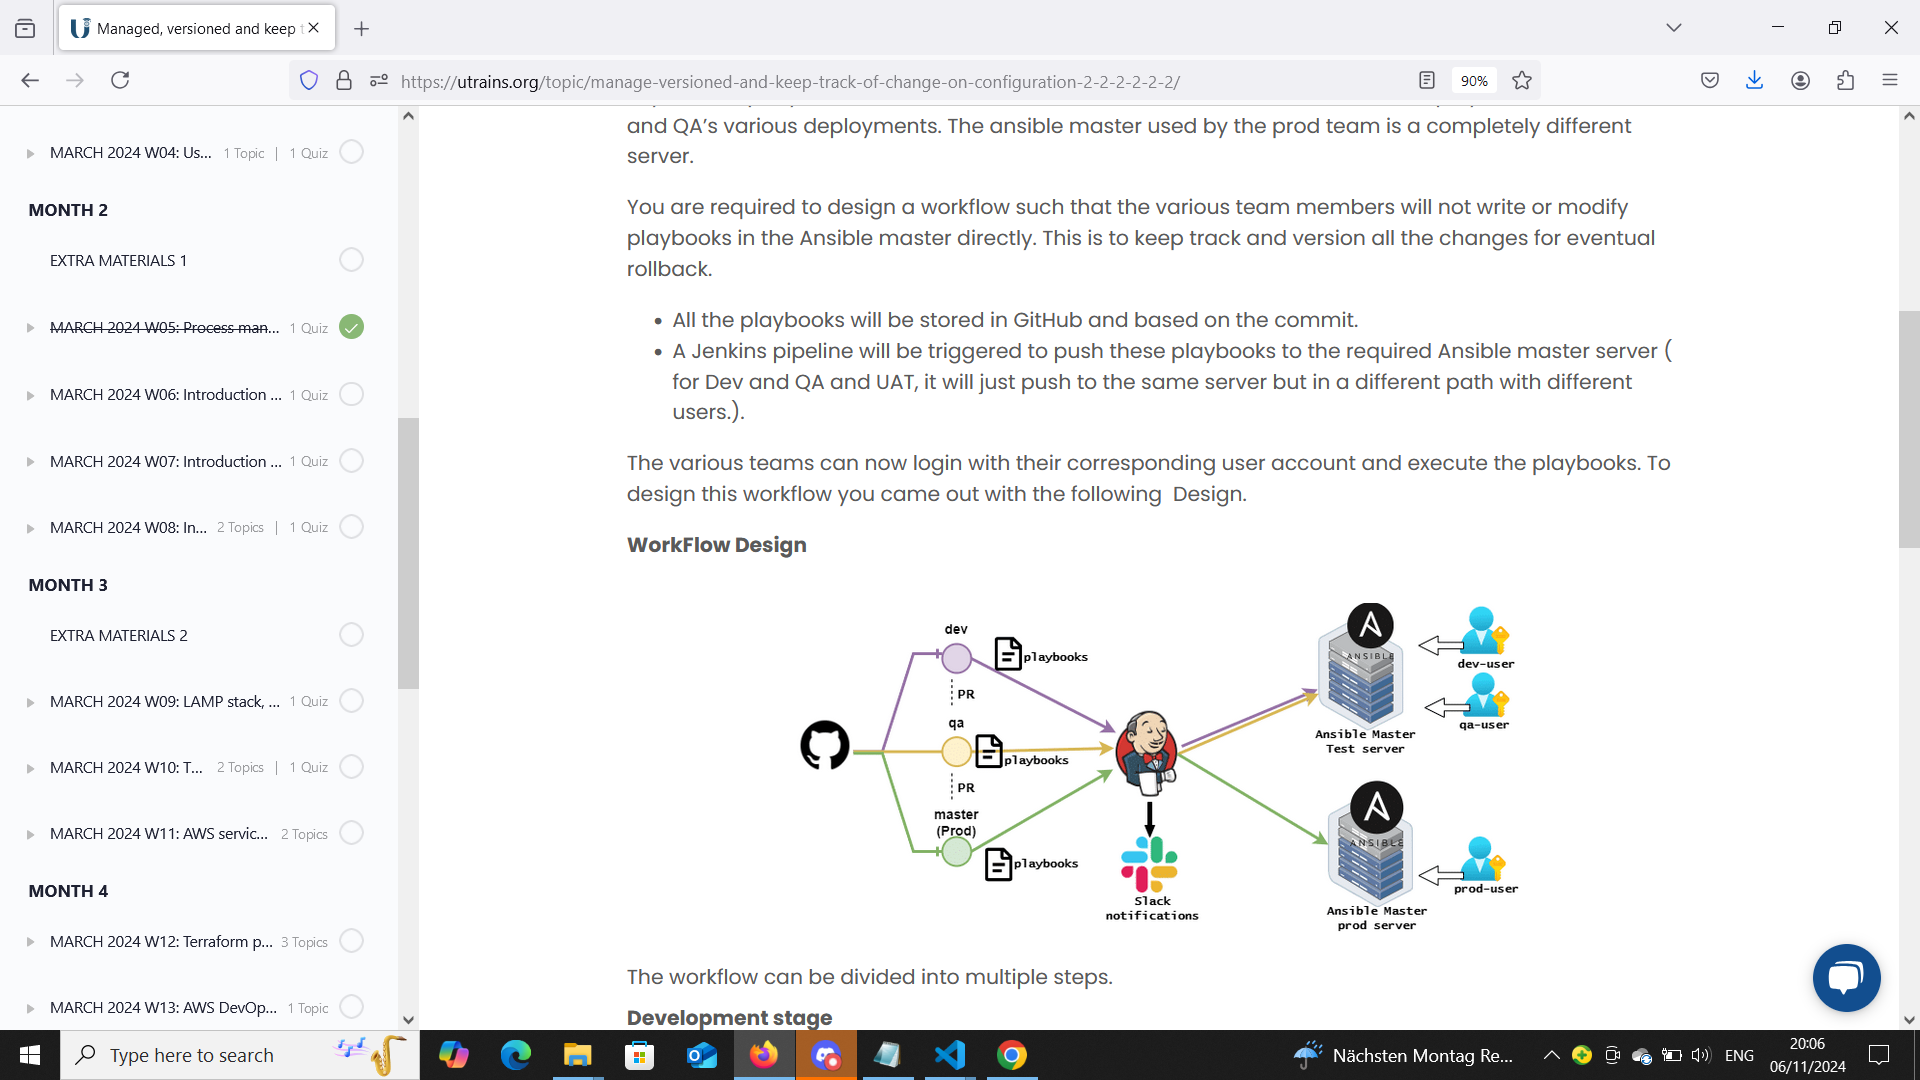 Managed, versioned and keep t
https://utrains.org/topic/manage-versioned-and-keep-track-of-change-on-configuration-2-2-2-2-2-2/
90%
MARCH 2024 W04: Us... 1 Topic | 1 Quiz
MONTH 2
EXTRA MATERIALS 1
MARCH 2024 W05: Process man... 1 Quiz
MARCH 2024 W06: Introduction ... 1 Quiz
MARCH 2024 W07: Introduction ... 1 Quiz
MARCH 2024 W08: In... 2 Topics | 1 Quiz
MONTH 3
EXTRA MATERIALS 2
MARCH 2024 W09: LAMP stack, ... 1 Quiz
MARCH 2024 W10: T... 2 Topics | 1 Quiz
MARCH 2024 W11: AWS servic... 2 Topics
MONTH 4
MARCH 2024 W12: Terraform p... 3 Topics
MARCH 2024 W13: AWS DevOp... 1 Topic
and QA's various deployments. The ansible master used by the prod team is a completely different
server.
You are required to design a workflow such that the various team members will not write or modify
playbooks in the Ansible master directly. This is to keep track and version all the changes for eventual
rollback.
• All the playbooks will be stored in GitHub and based on the commit.
• A Jenkins pipeline will be triggered to push these playbooks to the required Ansible master server (
for Dev and QA and UAT, it will just push to the same server but in a different path with different
users.).
The various teams can now login with their corresponding user account and execute the playbooks. To
design this workflow you came out with the following Design.
WorkFlow Design
dev
playbooks
PR
qa
playbooks
PR
master
(Prod)
playbooks
Slack
notifications
ANSIBLE
dev-user
qa-user
Ansible Master
Test server
ANSIBLE
prod-user
Ansible Master
prod server
The workflow can be divided into multiple steps.
Development stage
Type here to search
Nächsten Montag Re...
ENG
20:06
06/11/2024